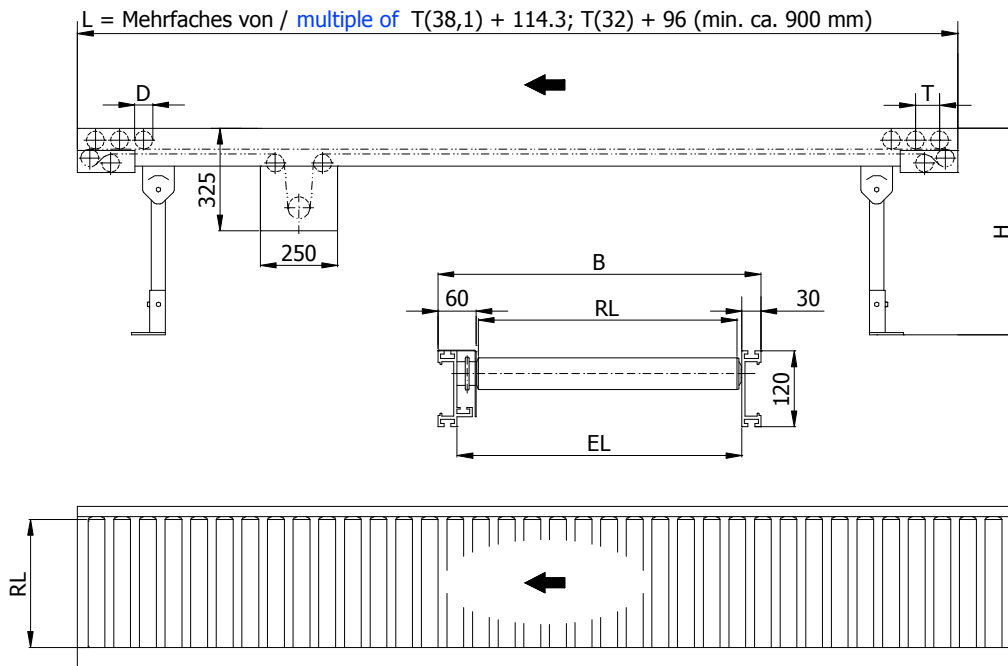 L = Mehrfaches von / multiple of T(38,1) + 114.3; T(32) + 96 (min. ca. 900 mm)
D
T
325
250
H
B
60
RL
30
120
EL
RL